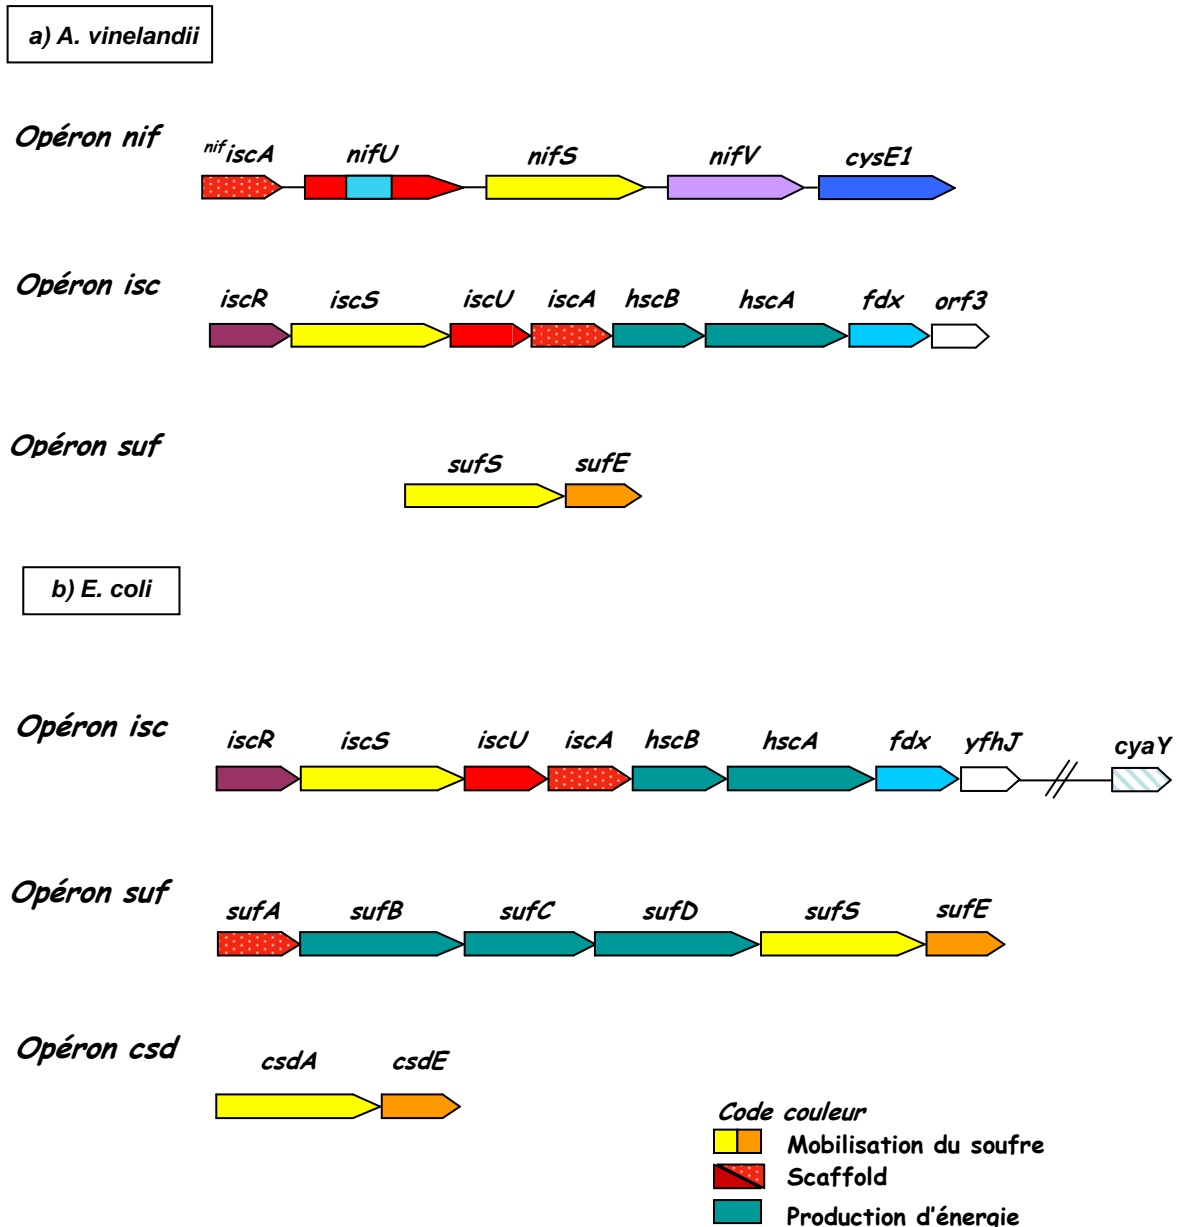 a) A. vinelandii
Opéron nif
nif iscA nifU nifS nifV cysE1
Opéron isc
iscR iscS iscU iscA hscB hscA fdx orf3
Opéron suf
sufS sufE
b) E. coli
Opéron isc
iscR iscS iscU iscA hscB hscA fdx yfhJ cyaY
Opéron suf
sufA sufB sufC sufD sufS sufE
Opéron csd
csdA csdE
Code couleur
Mobilisation du soufre
Scaffold
Production d'énergie